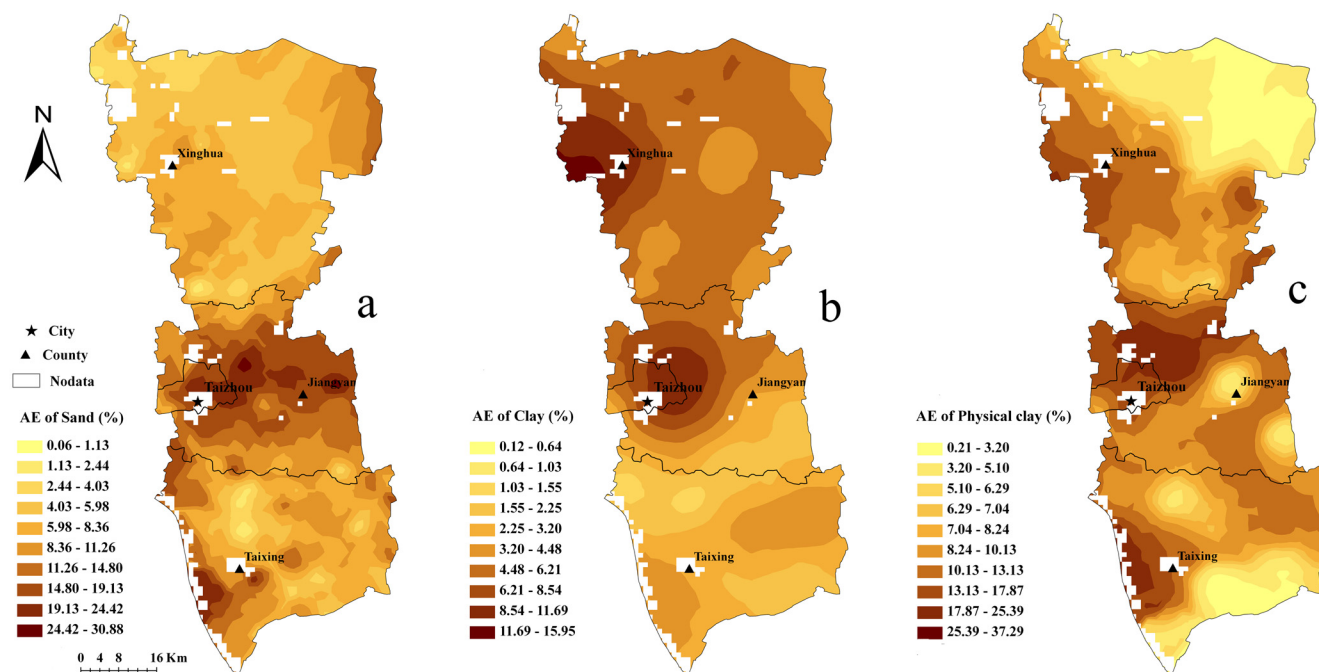 N
Xinghua
a
City
County
Nodata
Taizhou
Jiangyan
AE of Sand (%)
0.06 - 1.13
1.13 - 2.44
2.44 - 4.03
4.03 - 5.98
5.98 - 8.36
8.36 - 11.26
11.26 - 14.80
14.80 - 19.13
19.13 - 24.42
24.42 - 30.88
Taixing
0 4 8 16 Km
Xinghua
b
Taizhou
Jiangyan
AE of Clay (%)
0.12 - 0.64
0.64 - 1.03
1.03 - 1.55
1.55 - 2.25
2.25 - 3.20
3.20 - 4.48
4.48 - 6.21
6.21 - 8.54
8.54 - 11.69
11.69 - 15.95
Taixing
Xinghua
c
Taizhou
Jiangyan
AE of Physical clay (%)
0.21 - 3.20
3.20 - 5.10
5.10 - 6.29
6.29 - 7.04
7.04 - 8.24
8.24 - 10.13
10.13 - 13.13
13.13 - 17.87
17.87 - 25.39
25.39 - 37.29
Taixing